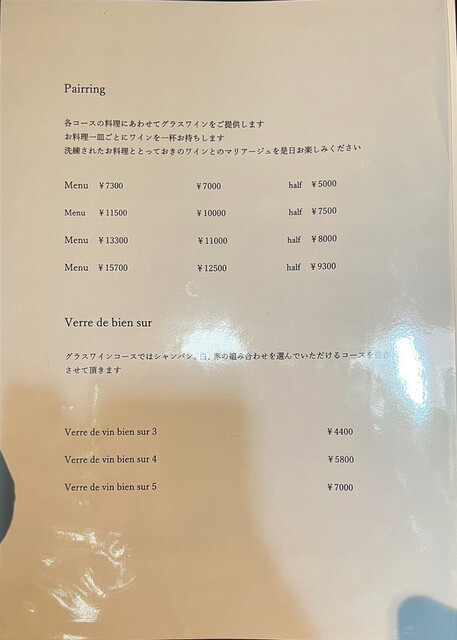 Pairring
各コースの料理にあわせてグラスワインをご提供します
お料理一皿ごとにワインを一杯お持ちします
洗練されたお料理ととっておきのワインとのマリアージュを是日お楽しみください
Menu ¥7300 ¥7000 half ¥5000
Menu ¥11500 ¥10000 half ¥7500
Menu ¥13300 ¥11000 half ¥8000
Menu ¥15700 ¥12500 half ¥9300
Verre de bien sur
グラスワインコースではシャンパン、白、赤の組み合わせを選んでいただけるコースを提供
させて頂きます
Verre de vin bien sur 3 ¥4400
Verre de vin bien sur 4 ¥5800
Verre de vin bien sur 5 ¥7000